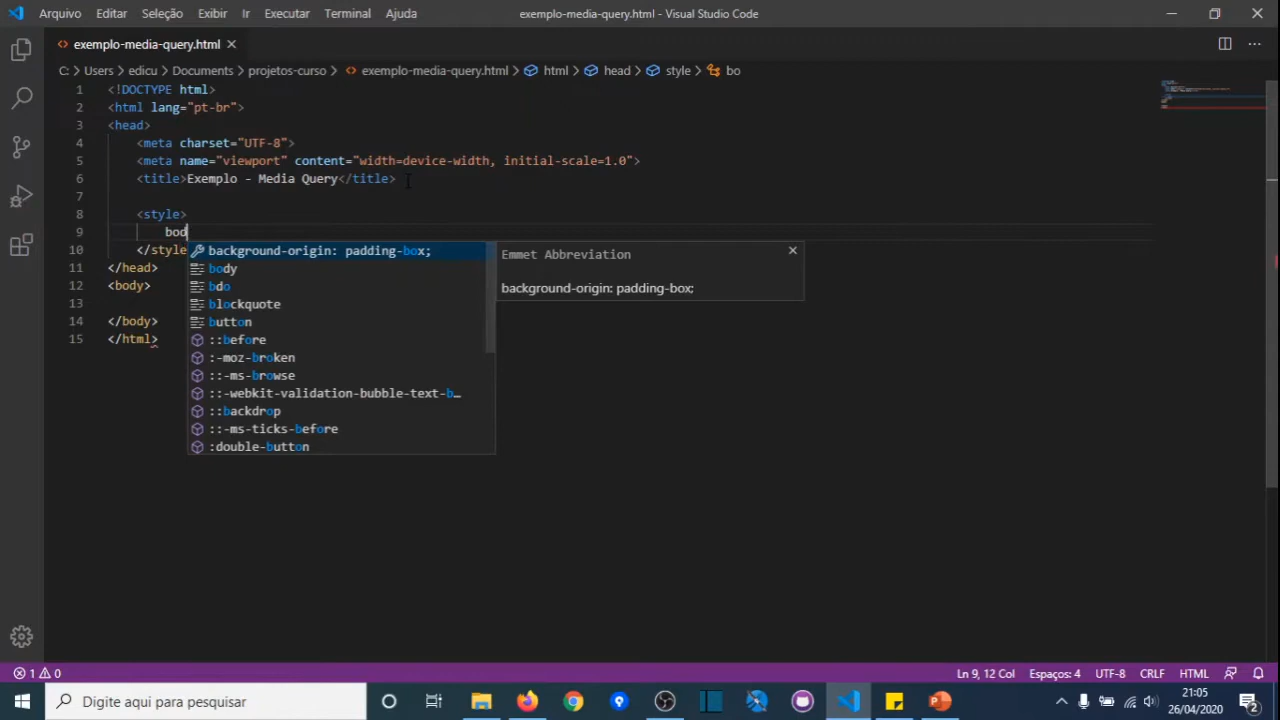 Arquivo Editar Seleção Exibir Ir Executar Terminal Ajuda exemplo-media-query.html - Visual Studio Code
exemplo-media-query.html
C: > Users > edicu > Documents > projetos-curso > exemplo-media-query.html > html > head > style > bo
1 <!DOCTYPE html>
2 <html lang="pt-br">
3 <head>
4 <meta charset="UTF-8">
5 <meta name="viewport" content="width=device-width, initial-scale=1.0">
6 <title>Exemplo - Media Query</title>
7
8 <style>
9 bod
10 </style
11 </head>
12 <body>
13
14 </body>
15 </html>
background-origin: padding-box;
body
bdo
blockquote
button
::before
:-moz-broken
::-ms-browse
::-webkit-validation-bubble-text-b…
::backdrop
::-ms-ticks-before
:double-button
Emmet Abbreviation
background-origin: padding-box;
1 0 Ln 9, 12 Col Espaços: 4 UTF-8 CRLF HTML
Digite aqui para pesquisar
21:05
26/04/2020
2